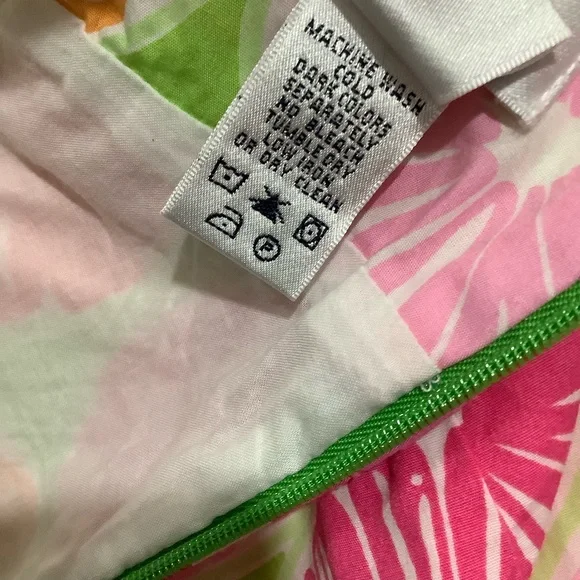 MACHINE WASH
COLD
DARK COLORS
SEPARATELY
NO BLEACH
TUMBLE DRY
LOW IRON
OR DRY CLEAN
P